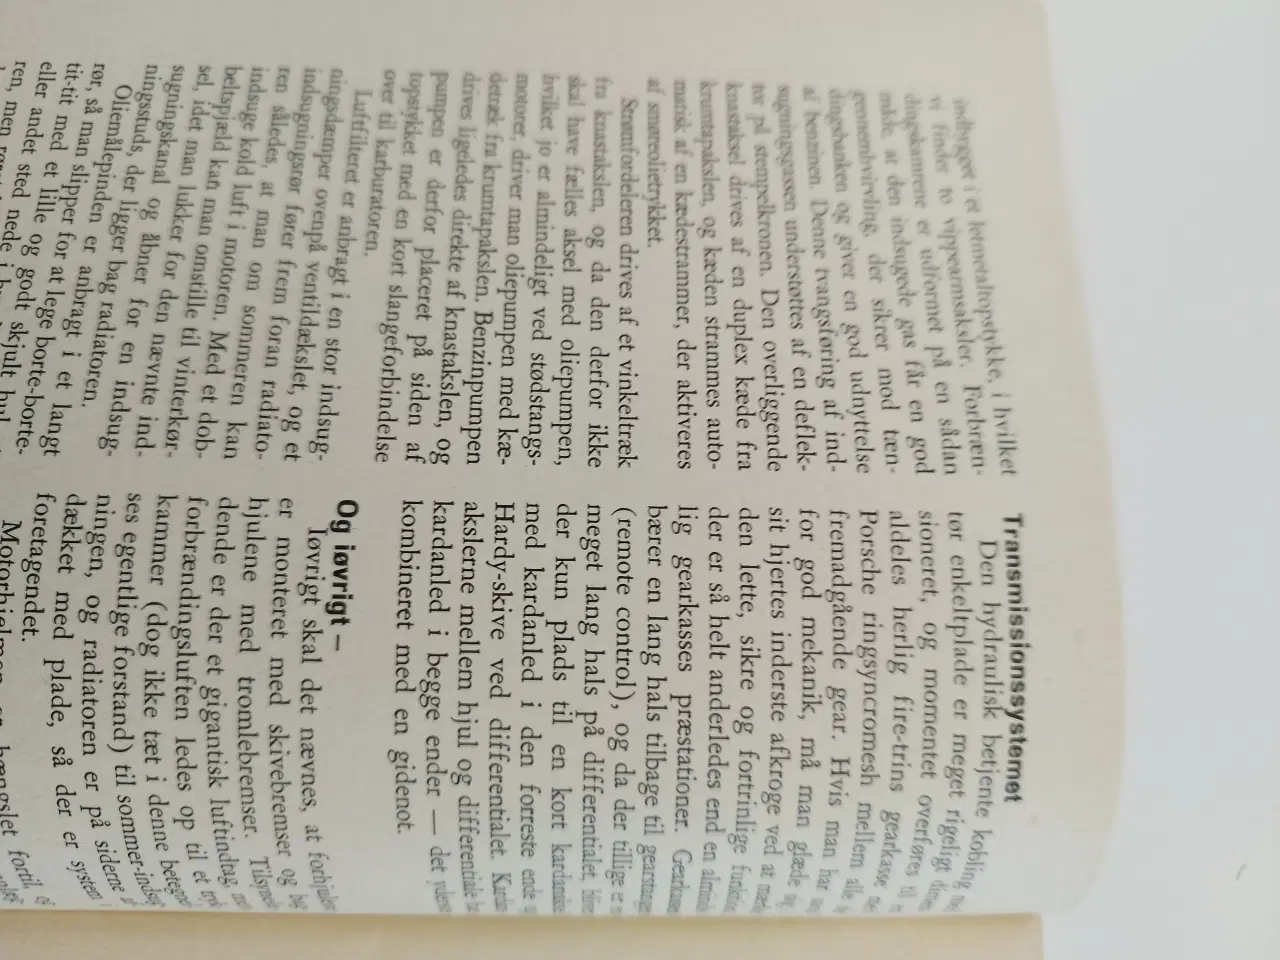 indbygget i et letmetaltopstykke, i hvilket
vi finder to vippearmsaksler. Forbræn-
dingskamrene er udformet på en sådan
måde, at den indsugede gas får en god
gennemhvirvling, der sikrer mod tæn-
dingsbanken og giver en god udnyttelse
af benzinen. Denne tvangsføring af ind-
sugningsgassen understøttes af en deflek-
tor på stempelkronen. Den overliggende
knastaksel drives af en duplex kæde fra
krumtapakslen, og kæden strammes auto-
matisk af en kædestrammer, der aktiveres
af smøreolietrykket.
Strømfordeleren drives af et vinkeltræk
fra knastakslen, og da den derfor ikke
skal have fælles aksel med oliepumpen,
hvilket jo er almindeligt ved stødstangs-
motorer, driver man oliepumpen med kæ-
detræk fra krumtapakslen. Benzinpumpen
drives ligeledes direkte af knastakslen, og
pumpen er derfor placeret på siden af
topstykket med en kort slangeforbindelse
over til karburatoren.
Luftfilteret er anbragt i en stor indsug-
ningsdæmper ovenpå ventildækslet, og et
indsugningsrør fører frem foran radiato-
ren således, at man om sommeren kan
indsuge kold luft i motoren. Med et dob-
beltspjæld kan man omstille til vinterkør-
sel, idet man lukker for den nævnte ind-
sugningskanal og åbner for en indsug-
ningsstuds, der ligger bag radiatoren.
Oliemålepinden er anbragt i et langt
rør, så man slipper for at lege borte-borte-
tit-tit med et lille og godt skjult hul
eller andet sted nede i
ren, men
Transmissionssystemet
Den hydraulisk betjente kobling
tør enkeltplade er meget rigeligt
sioneret, og momentet overføres til
aldeles herlig fire-trins gearkasse
Porsche ringsyncromesh mellem alle
fremadgående gear. Hvis man har
for god mekanik, må man glæde
sit hjertes inderste afkroge ved at
den lette, sikre og fortrinlige
der er så helt anderledes end en
lig gearkasses præstationer.
bærer en lang hals tilbage til
(remote control), og da der tillige er
meget lang hals på differentialet,
der kun plads til en kort
med kardanled i den forreste ende
Hardy-skive ved differentialet.
akslerne mellem hjul og
kardanled i begge ender — det
kombineret med en gidenot.
Og iøvrigt –
Iøvrigt skal det nævnes, at
er monteret med skivebremser og
hjulene med tromlebremser.
dende er der et gigantisk luftindtag,
forbrændingsluften ledes op til et
kammer (dog ikke tæt i denne
ses egentlige forstand) til
ningen, og radiatoren er på siderne
dækket med plade, så der er
foretagendet.
fortil,